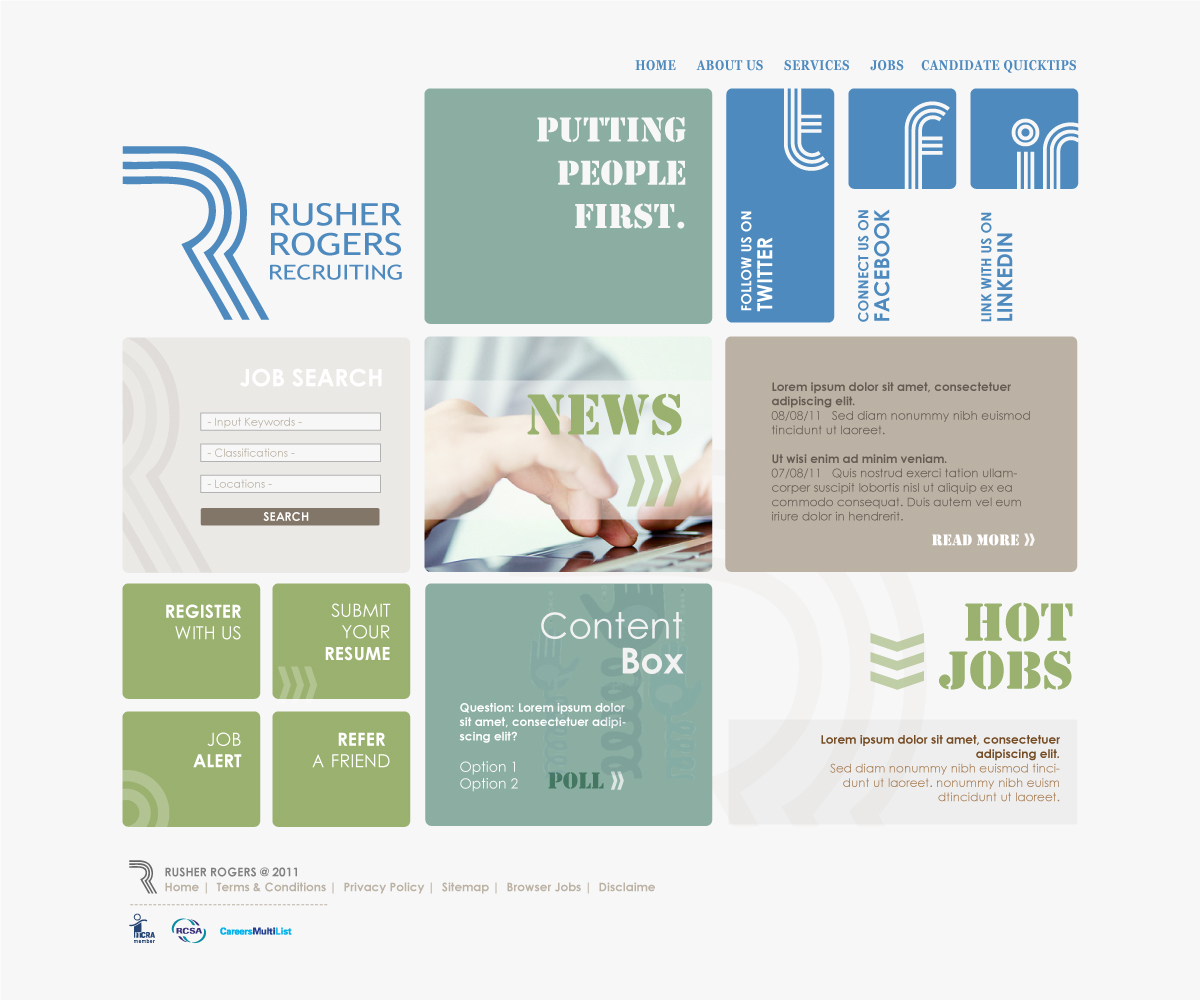 HOME ABOUT US SERVICES JOBS CANDIDATE QUICKTIPS
RUSHER
ROGERS
RECRUITING
PUTTING
PEOPLE
FIRST.
t
FOLLOW US ON
TWITTER
f
CONNECT US ON
FACEBOOK
in
LINK WITH US ON
LINKEDIN
JOB SEARCH
- Input Keywords -
- Classifications -
- Locations -
SEARCH
NEWS
Lorem ipsum dolor sit amet, consectetuer
adipiscing elit.
08/08/11 Sed diam nonummy nibh euismod
tincidunt ut laoreet.
Ut wisi enim ad minim veniam.
07/08/11 Quis nostrud exerci tation ullam-
corper suscipit lobortis nisl ut aliquip ex ea
commodo consequat. Duis autem vel eum
iriure dolor in hendrerit.
READ MORE
REGISTER
WITH US
SUBMIT
YOUR
RESUME
JOB
ALERT
REFER
A FRIEND
Content
Box
Question: Lorem ipsum dolor
sit amet, consectetuer adipi-
scing elit?
Option 1
Option 2
POLL
HOT
JOBS
Lorem ipsum dolor sit amet, consectetuer
adipiscing elit.
Sed diam nonummy nibh euismod tinci-
dunt ut laoreet. nonummy nibh euism
dtincidunt ut laoreet.
RUSHER ROGERS @ 2011
Home | Terms & Conditions | Privacy Policy | Sitemap | Browser Jobs | Disclaime
member
RCSA
CareersMultiList